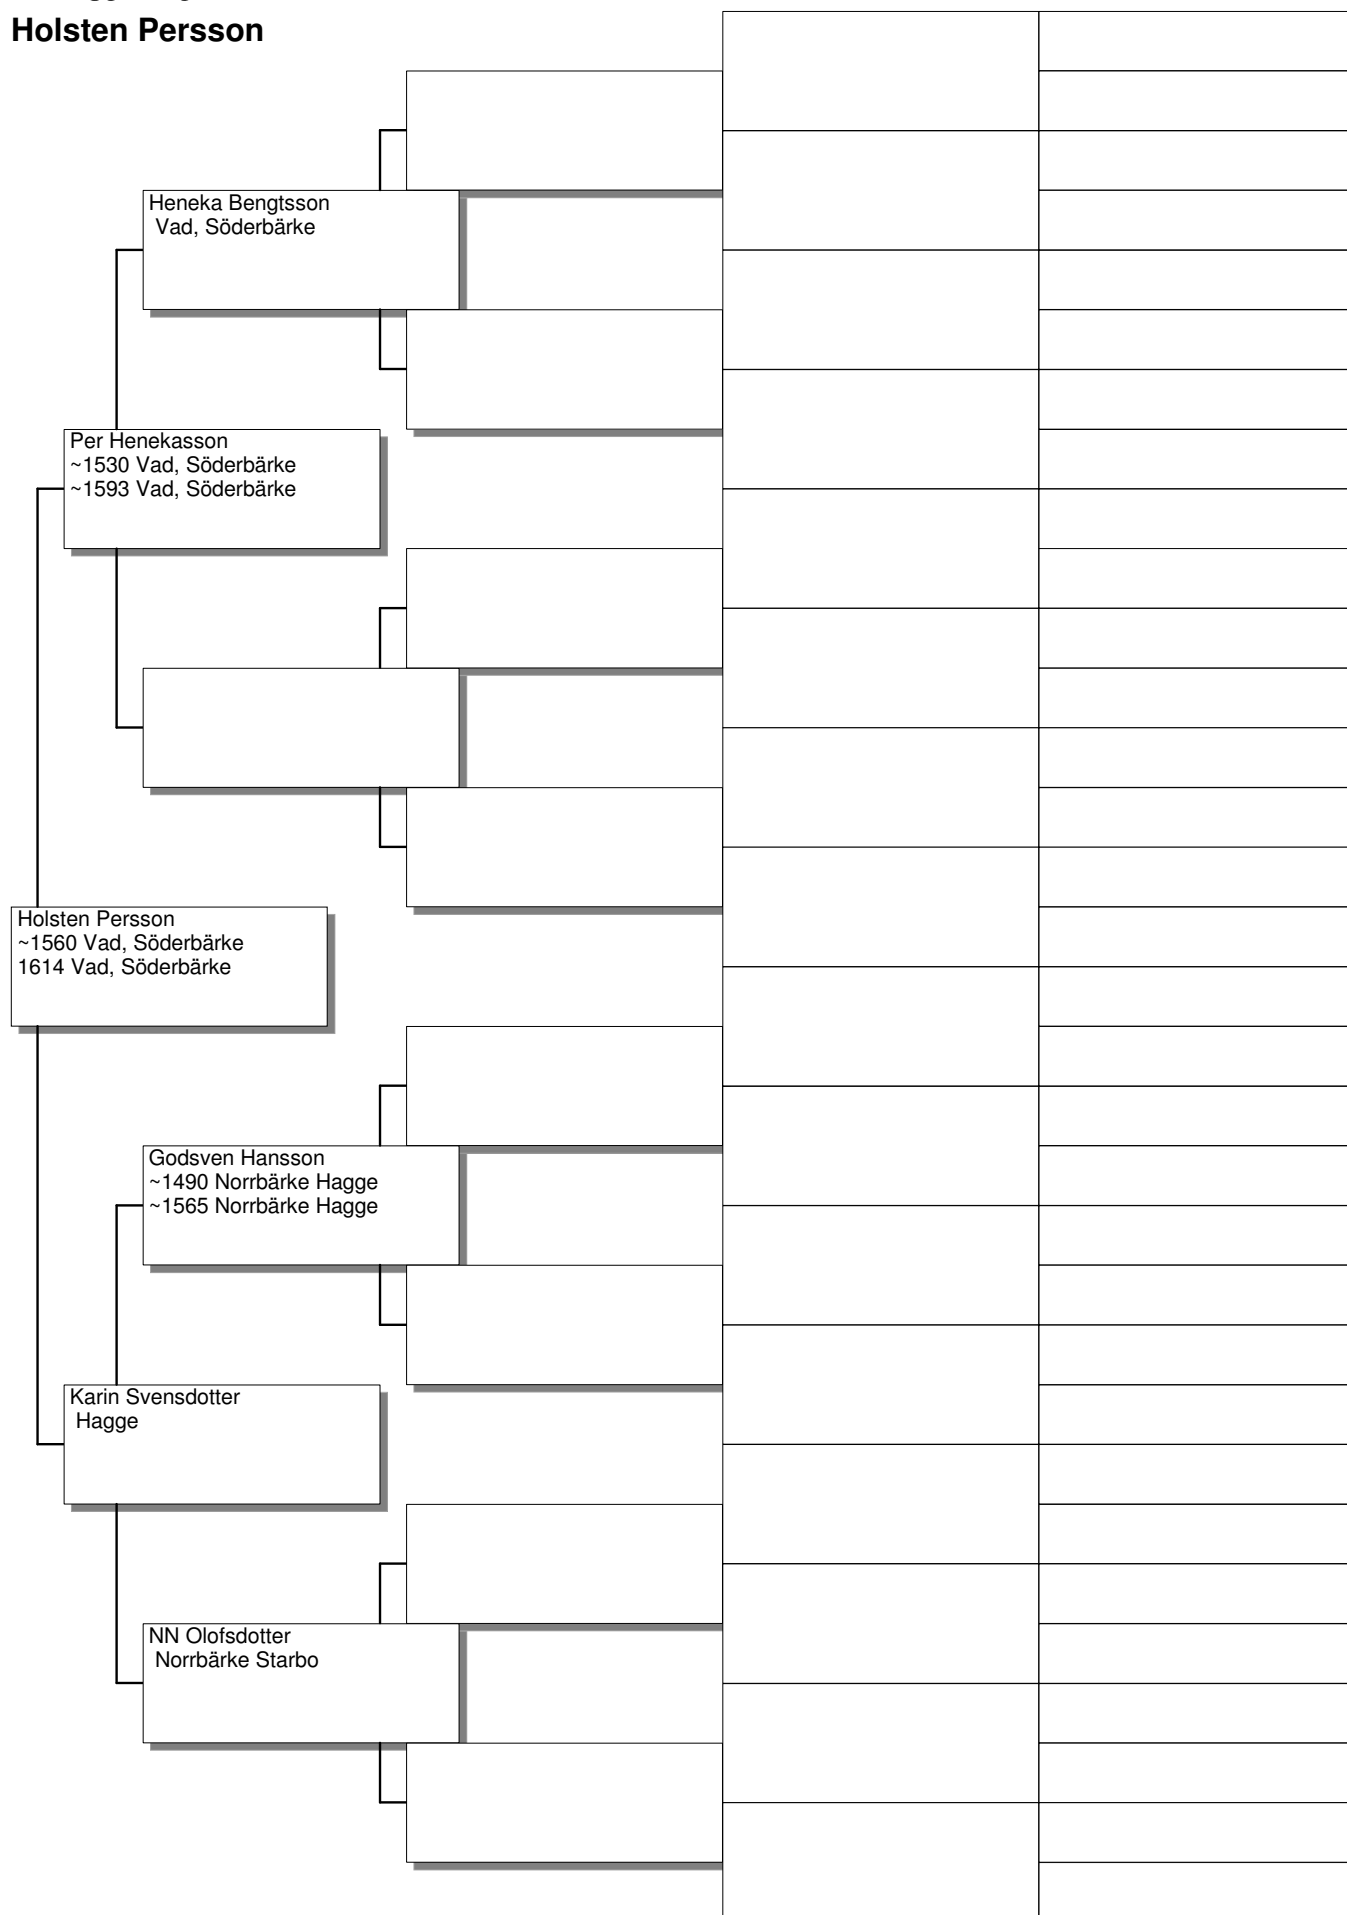 Holsten Persson
Heneka Bengtsson
Vad, Söderbärke
Per Henekasson
~1530 Vad, Söderbärke
~1593 Vad, Söderbärke
Holsten Persson
~1560 Vad, Söderbärke
1614 Vad, Söderbärke
Godsven Hansson
~1490 Norrbärke Hagge
~1565 Norrbärke Hagge
Karin Svensdotter
Hagge
NN Olofsdotter
Norrbärke Starbo